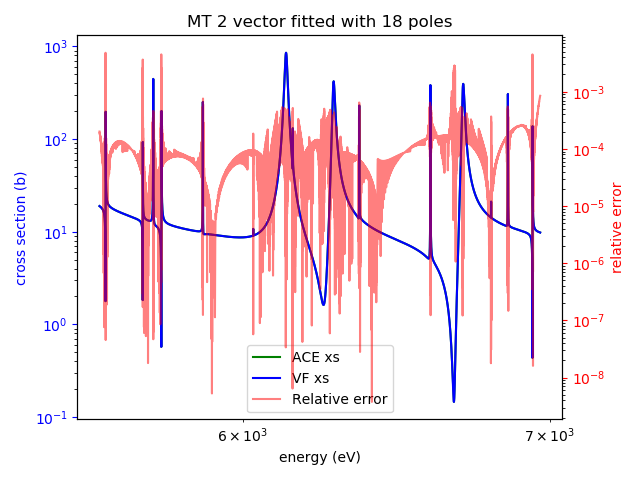 MT 2 vector fitted with 18 poles
10³
10²
10¹
10⁰
10⁻¹
cross section (b)
10⁻³
10⁻⁴
10⁻⁵
10⁻⁶
10⁻⁷
10⁻⁸
relative error
ACE xs
VF xs
Relative error
6 × 10³
7 × 10³
energy (eV)